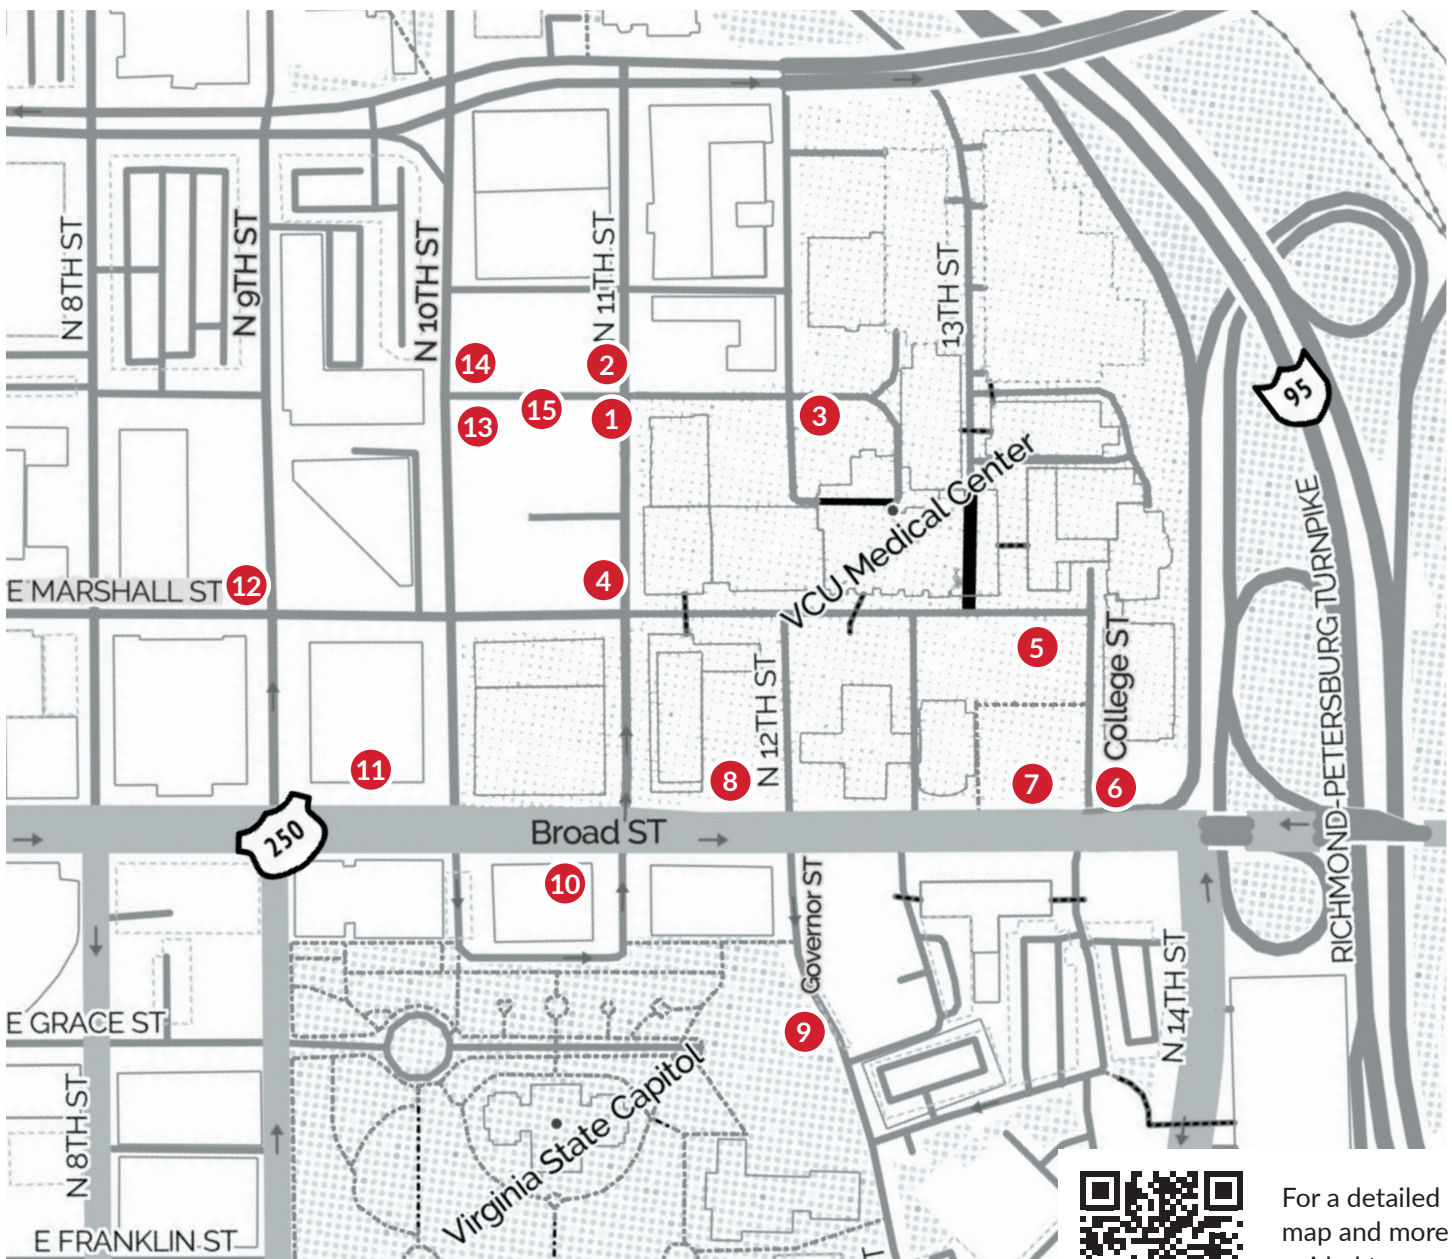 N 8TH ST
N 9TH ST
N 10TH ST
N 11TH ST
13TH ST
14
2
15
1
13
3
95
VCU Medical Center
RICHMOND-PETERSBURG TURNPIKE
E MARSHALL ST
12
4
5
College ST
N 12TH ST
11
8
7
6
250
Broad ST
10
Governor ST
9
N 14TH ST
E GRACE ST
N 8TH ST
Virginia State Capitol
E FRANKLIN ST
For a detailed
map and more